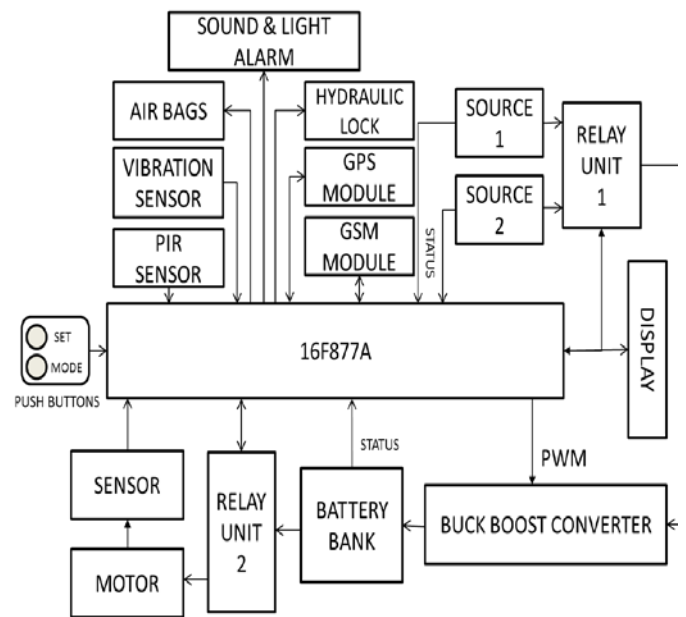 SOUND & LIGHT
ALARM
AIR BAGS
HYDRAULIC
LOCK
SOURCE
1
RELAY
UNIT
1
VIBRATION
SENSOR
GPS
MODULE
SOURCE
2
PIR
SENSOR
GSM
MODULE
STATUS
SET
MODE
PUSH BUTTONS
16F877A
DISPLAY
STATUS
PWM
SENSOR
RELAY
UNIT
2
BATTERY
BANK
BUCK BOOST CONVERTER
MOTOR